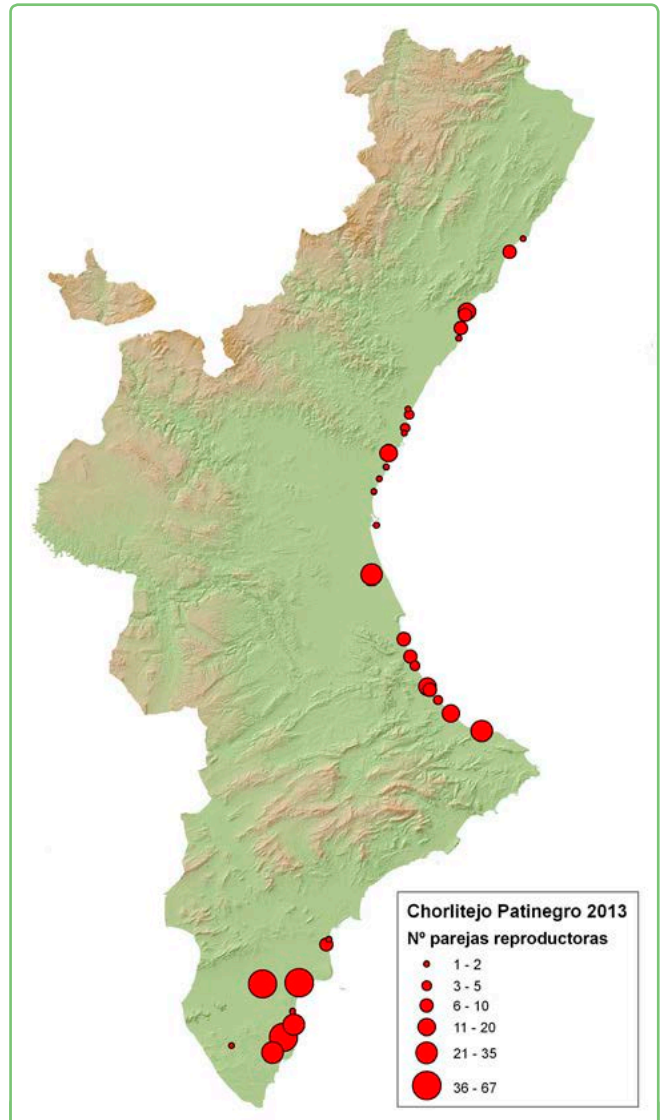 Chorlitejo Patinegro 2013
Nº parejas reproductoras
1 - 2
3 - 5
6 - 10
11 - 20
21 - 35
36 - 67